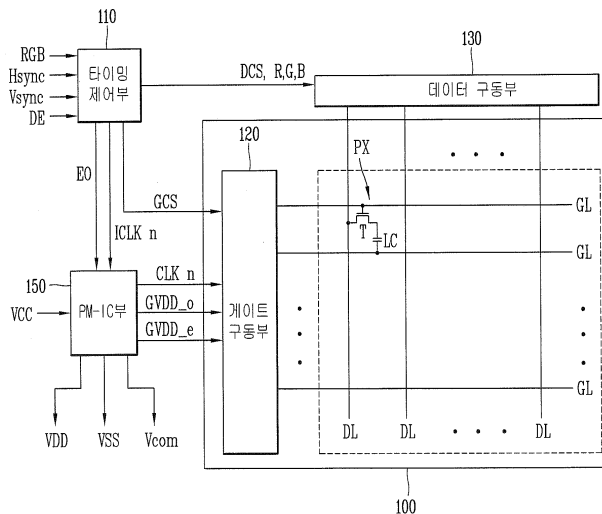 110
RGB
Hsync
Vsync
DE
타이밍
제어부
DCS, R,G,B
130
데이터 구동부
120
PX
EO
GCS
ICLK n
GL
T
LC
GL
150
VCC
PM-IC부
CLK n
GVDD_o
GVDD_e
게이트
구동부
GL
VDD
VSS
Vcom
DL
DL
DL
100